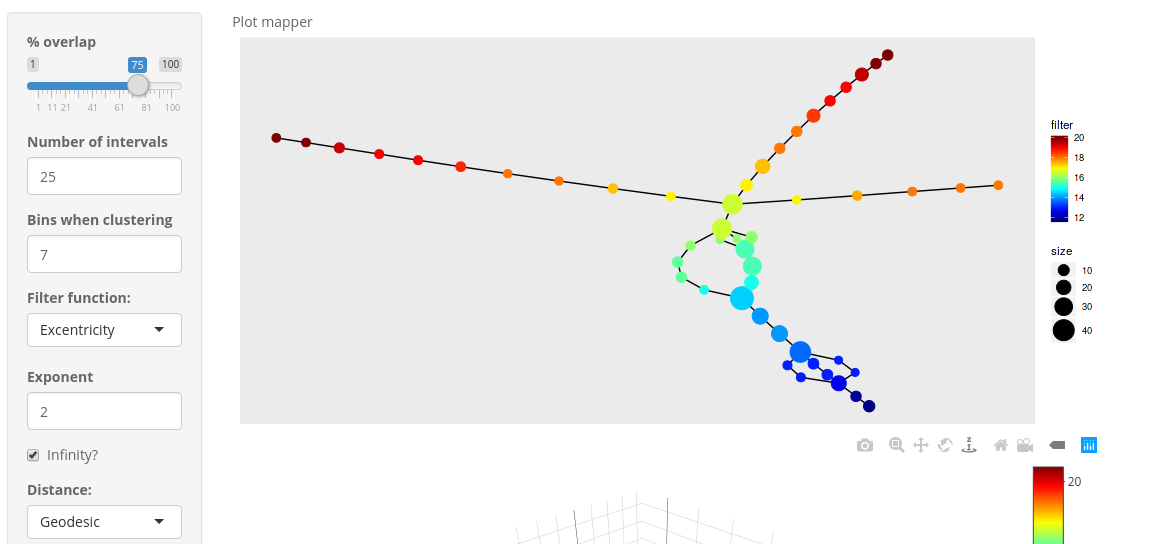 % overlap
1 75 100
1 11 21 41 61 81 100
Number of intervals
25
Bins when clustering
7
Filter function:
Excentricity
Exponent
2
Infinity?
Distance:
Geodesic
Plot mapper
filter
20
18
16
14
12
size
10
20
30
40
z
20